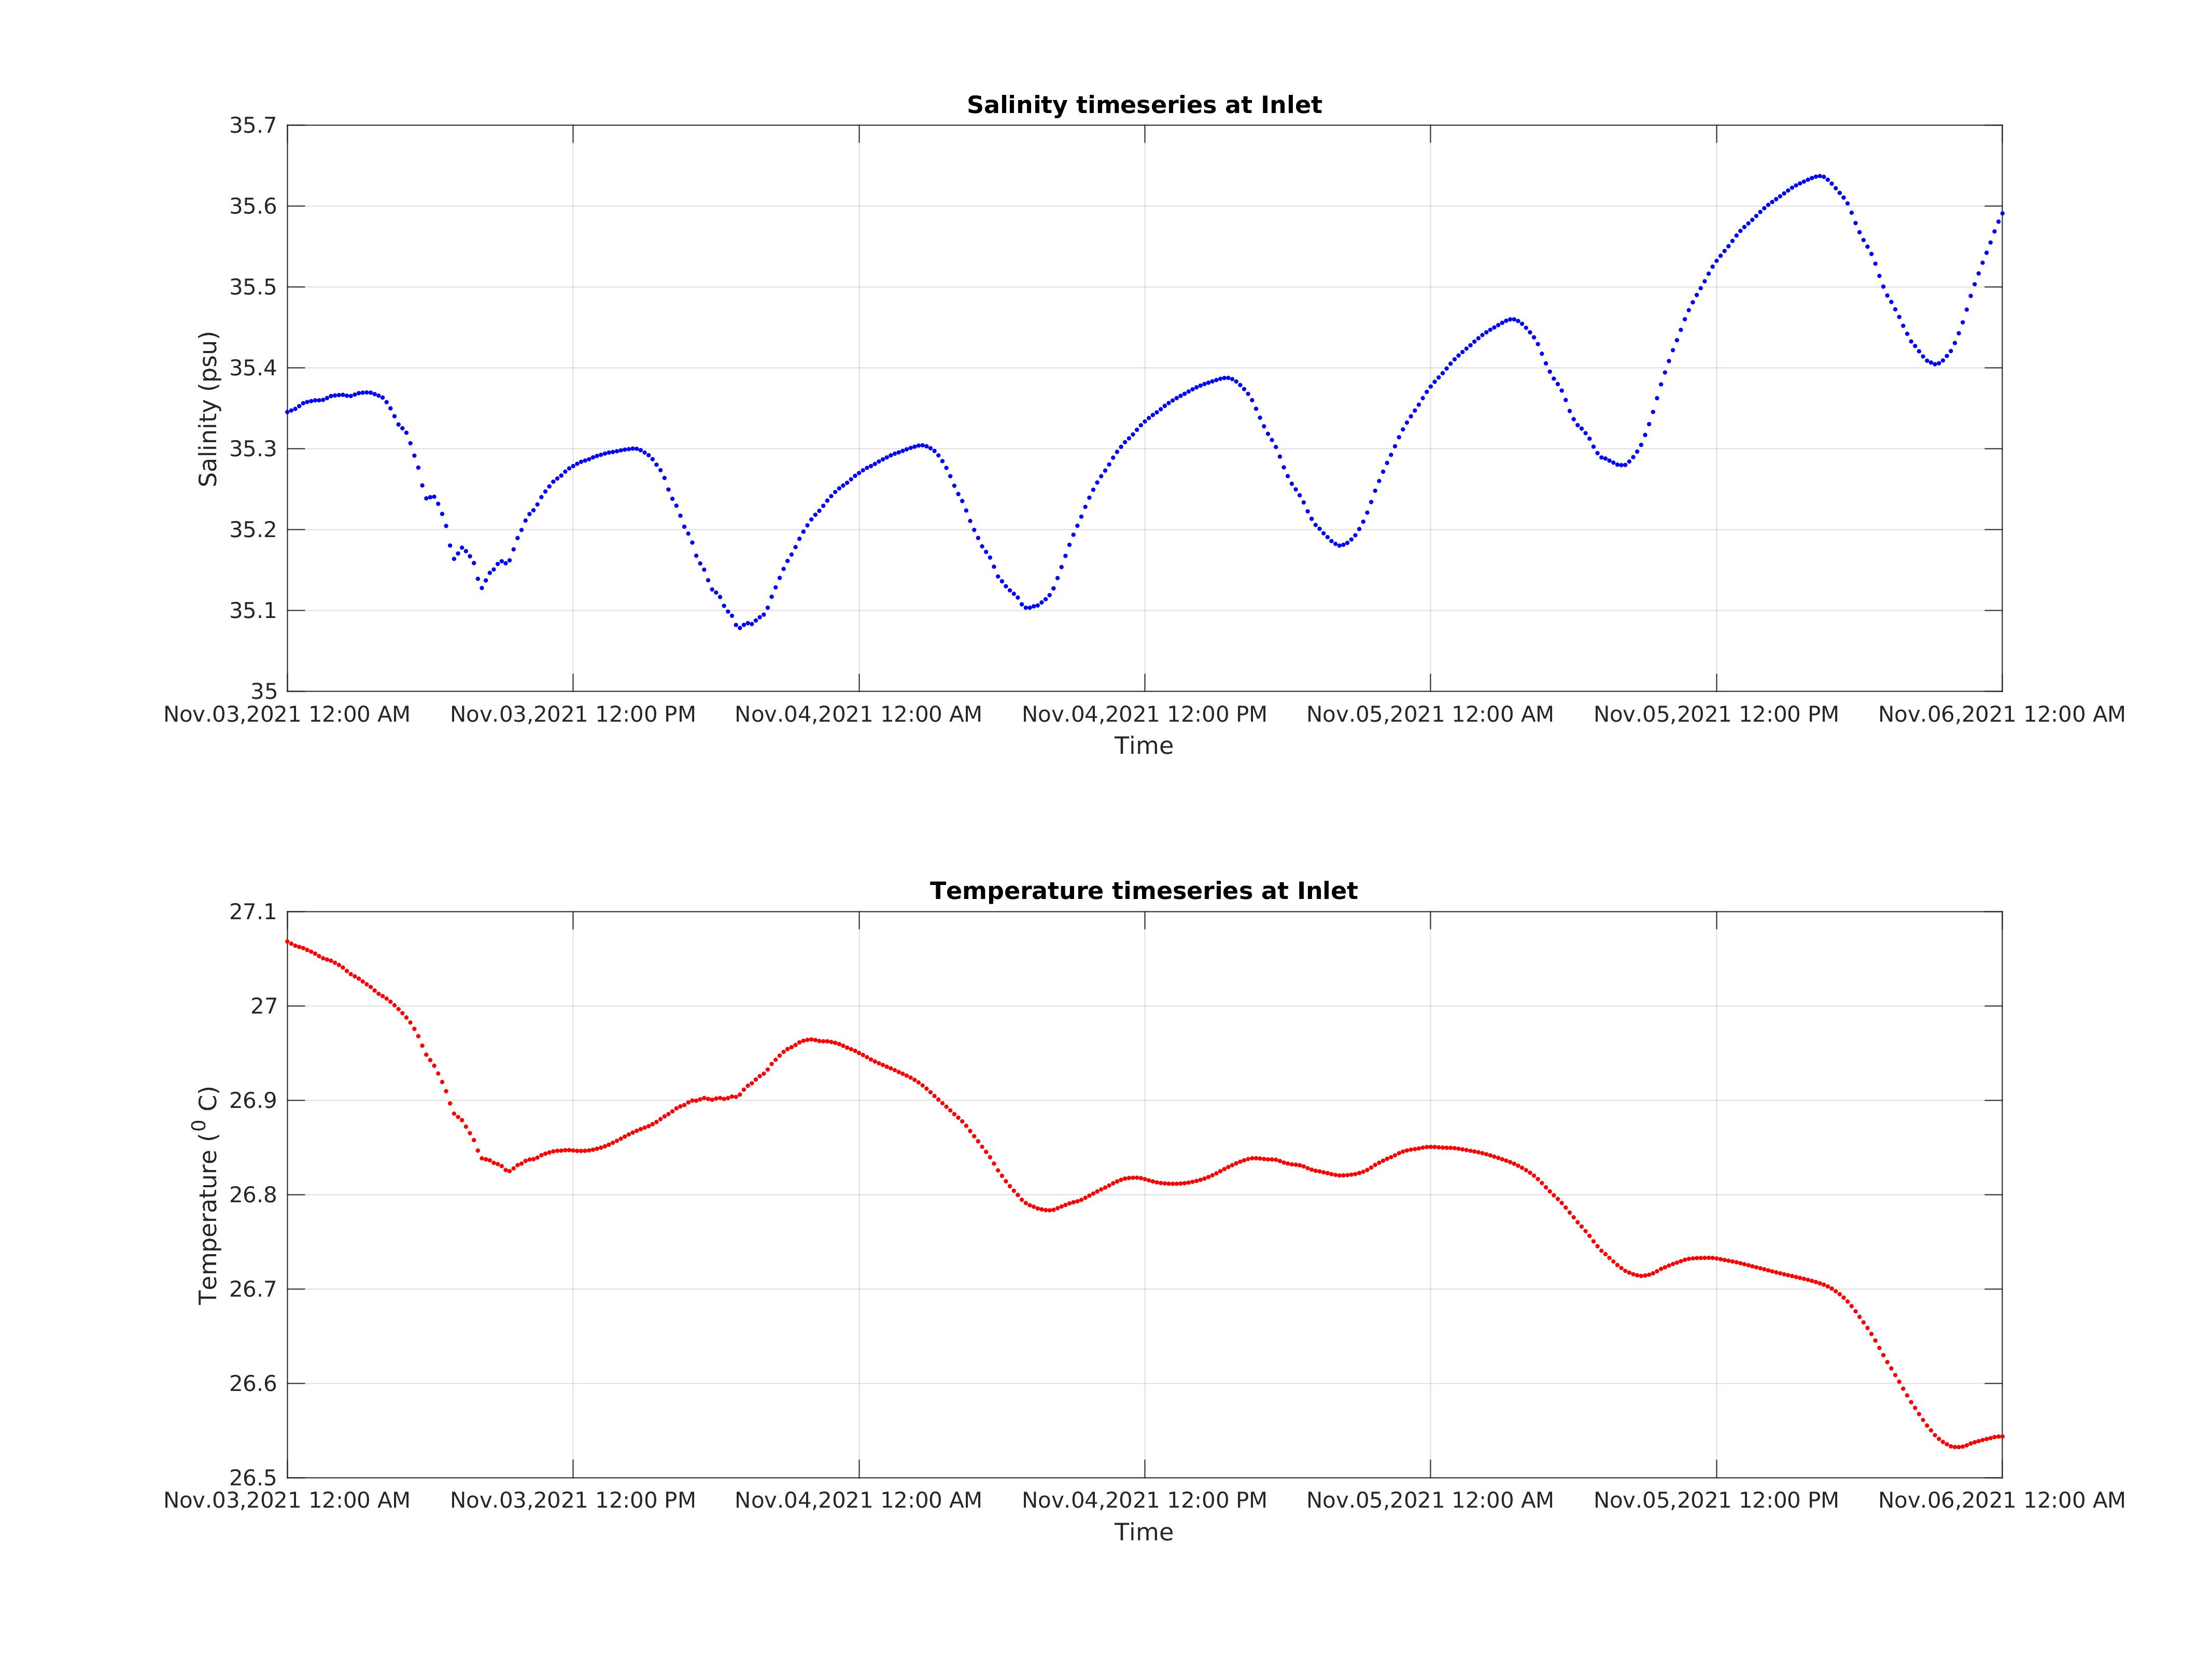 Salinity timeseries at Inlet
35.7
35.6
35.5
35.4
35.3
35.2
35.1
35
Salinity (psu)
Nov.03,2021 12:00 AM Nov.03,2021 12:00 PM Nov.04,2021 12:00 AM Nov.04,2021 12:00 PM Nov.05,2021 12:00 AM Nov.05,2021 12:00 PM Nov.06,2021 12:00 AM
Time
Temperature timeseries at Inlet
27.1
27
26.9
26.8
26.7
26.6
26.5
Temperature (⁰ C)
Nov.03,2021 12:00 AM Nov.03,2021 12:00 PM Nov.04,2021 12:00 AM Nov.04,2021 12:00 PM Nov.05,2021 12:00 AM Nov.05,2021 12:00 PM Nov.06,2021 12:00 AM
Time